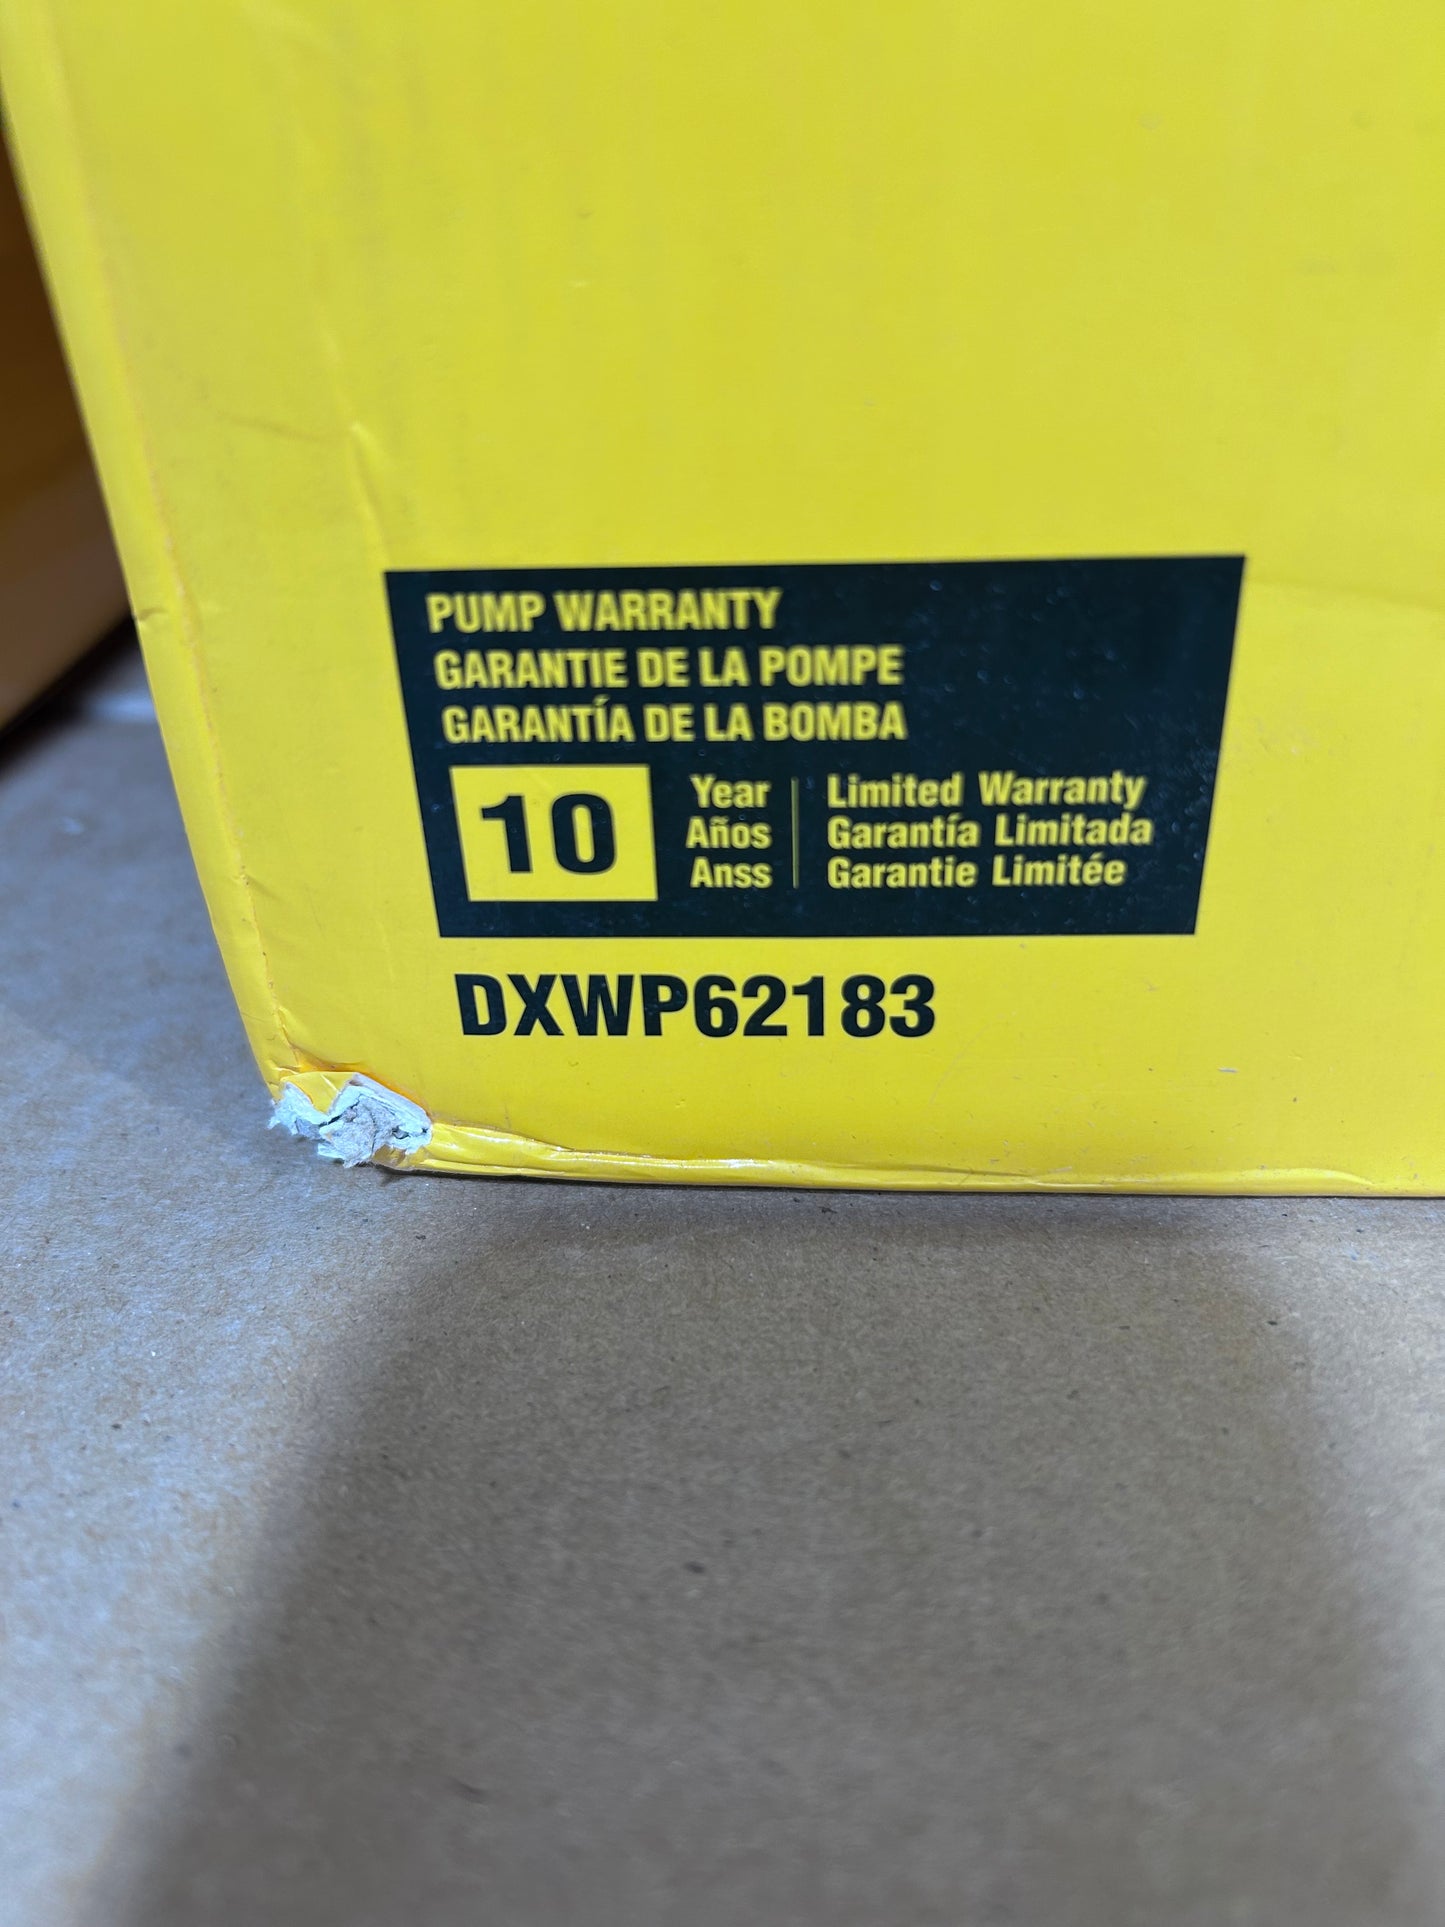 PUMP WARRANTY
GARANTIE DE LA POMPE
GARANTÍA DE LA BOMBA
10
Year
Años
Anss
Limited Warranty
Garantía Limitada
Garantie Limitée
DXWP62183